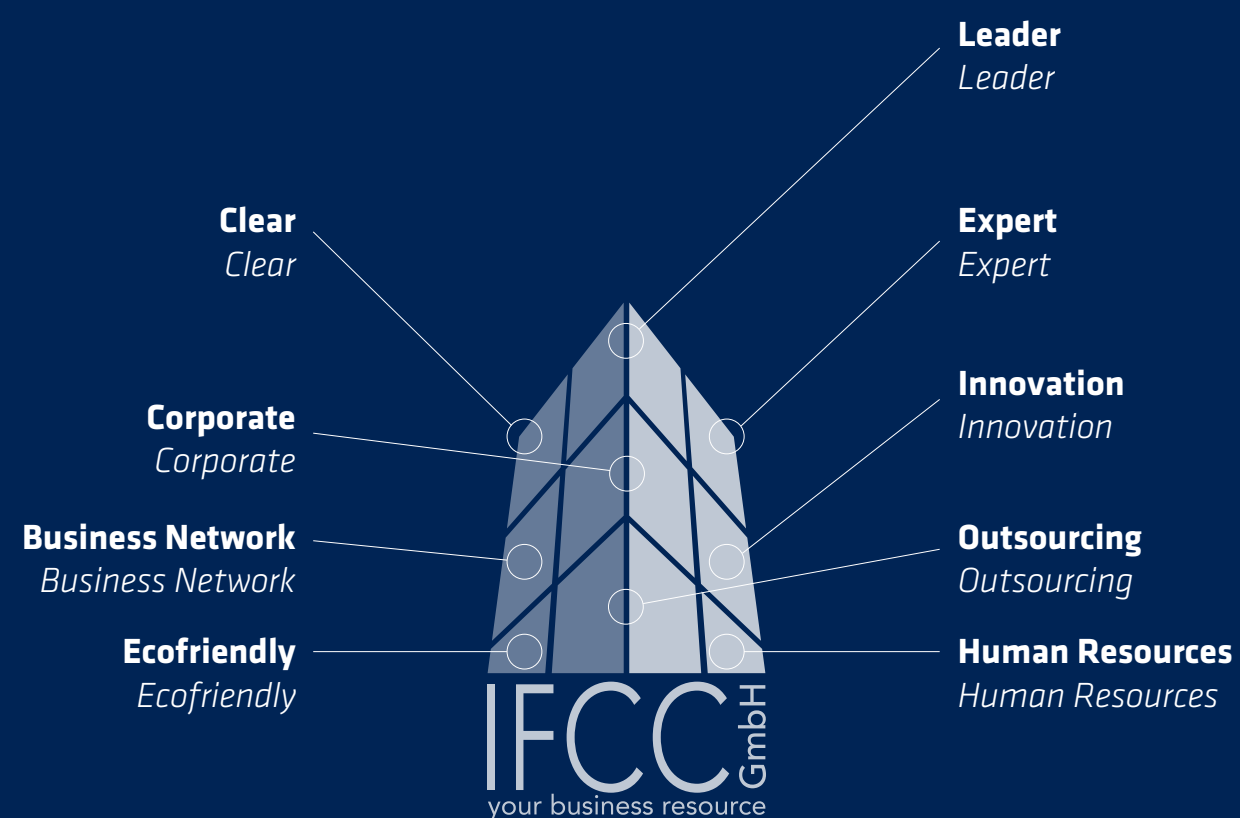 Leader
Leader
Clear
Clear
Expert
Expert
Innovation
Innovation
Corporate
Corporate
Business Network
Business Network
Outsourcing
Outsourcing
Ecofriendly
Ecofriendly
Human Resources
Human Resources
IFCC GmbH
your business resource